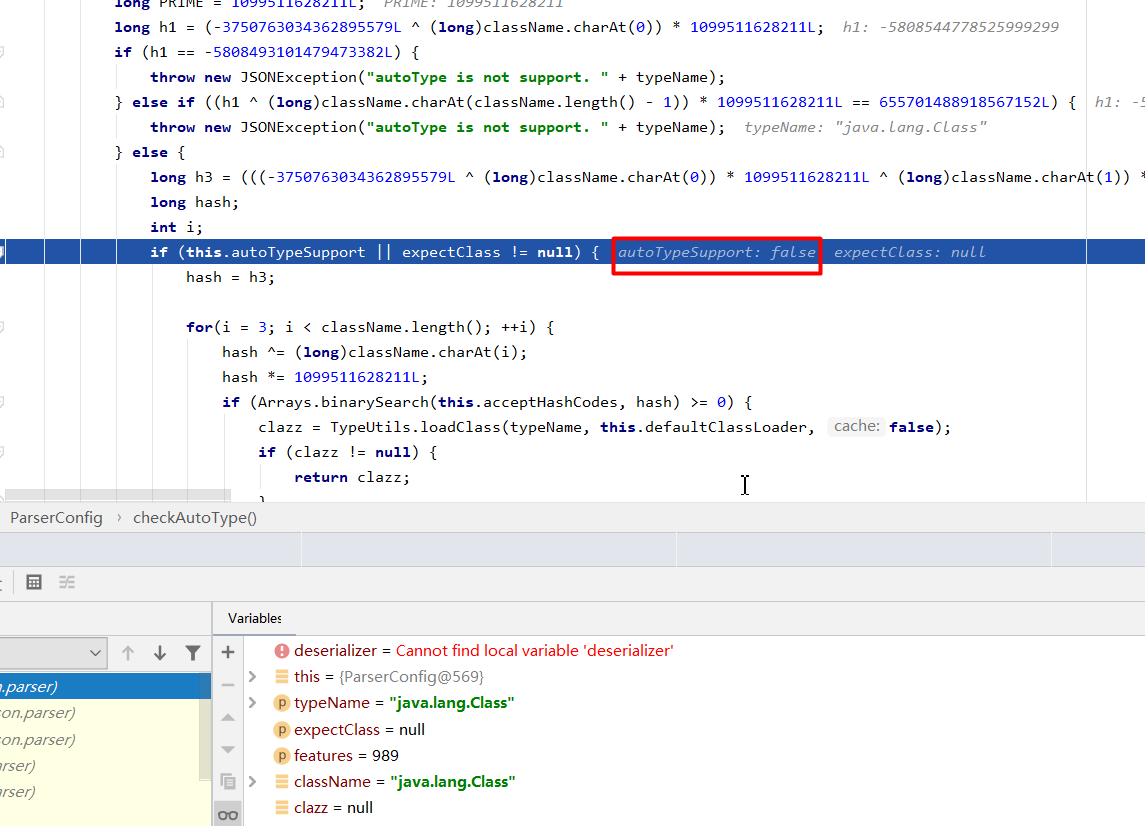 long PRIME = 1099511628211L;  PRIME: 1099511628211
long h1 = (-3750763034362895579L ^ (long)className.charAt(0)) * 1099511628211L;  h1: -5808544778525999299
if (h1 == -5808493101479473382L) {
throw new JSONException("autoType is not support. " + typeName);
} else if ((h1 ^ (long)className.charAt(className.length() - 1)) * 1099511628211L == 655701488918567152L) {  h1: -5
throw new JSONException("autoType is not support. " + typeName);  typeName: "java.lang.Class"
} else {
long h3 = (((-3750763034362895579L ^ (long)className.charAt(0)) * 1099511628211L ^ (long)className.charAt(1)) *
long hash;
int i;
if (this.autoTypeSupport || expectClass != null) {  autoTypeSupport: false  expectClass: null
hash = h3;
for(i = 3; i < className.length(); ++i) {
hash ^= (long)className.charAt(i);
hash *= 1099511628211L;
if (Arrays.binarySearch(this.acceptHashCodes, hash) >= 0) {
clazz = TypeUtils.loadClass(typeName, this.defaultClassLoader, cache: false);
if (clazz != null) {
return clazz;
}
ParserConfig › checkAutoType()
Variables
deserializer = Cannot find local variable 'deserializer'
n.parser)
this = {ParserConfig@569}
typeName = "java.lang.Class"
son.parser)
expectClass = null
son.parser)
features = 989
arser)
className = "java.lang.Class"
arser)
clazz = null